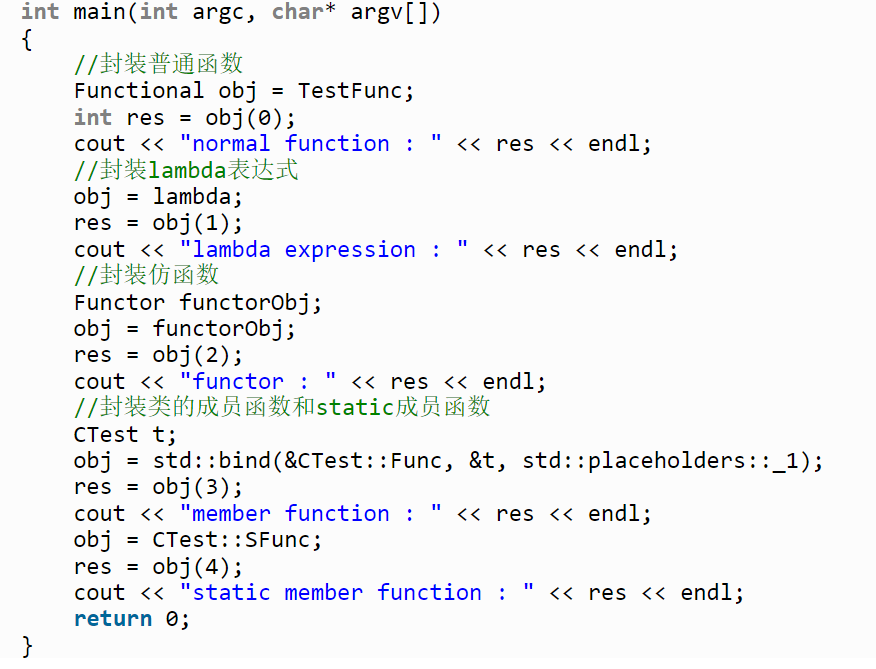 int main(int argc, char* argv[])
{
    //封装普通函数
    Functional obj = TestFunc;
    int res = obj(0);
    cout << "normal function : " << res << endl;
    //封装lambda表达式
    obj = lambda;
    res = obj(1);
    cout << "lambda expression : " << res << endl;
    //封装仿函数
    Functor functorObj;
    obj = functorObj;
    res = obj(2);
    cout << "functor : " << res << endl;
    //封装类的成员函数和static成员函数
    CTest t;
    obj = std::bind(&CTest::Func, &t, std::placeholders::_1);
    res = obj(3);
    cout << "member function : " << res << endl;
    obj = CTest::SFunc;
    res = obj(4);
    cout << "static member function : " << res << endl;
    return 0;
}